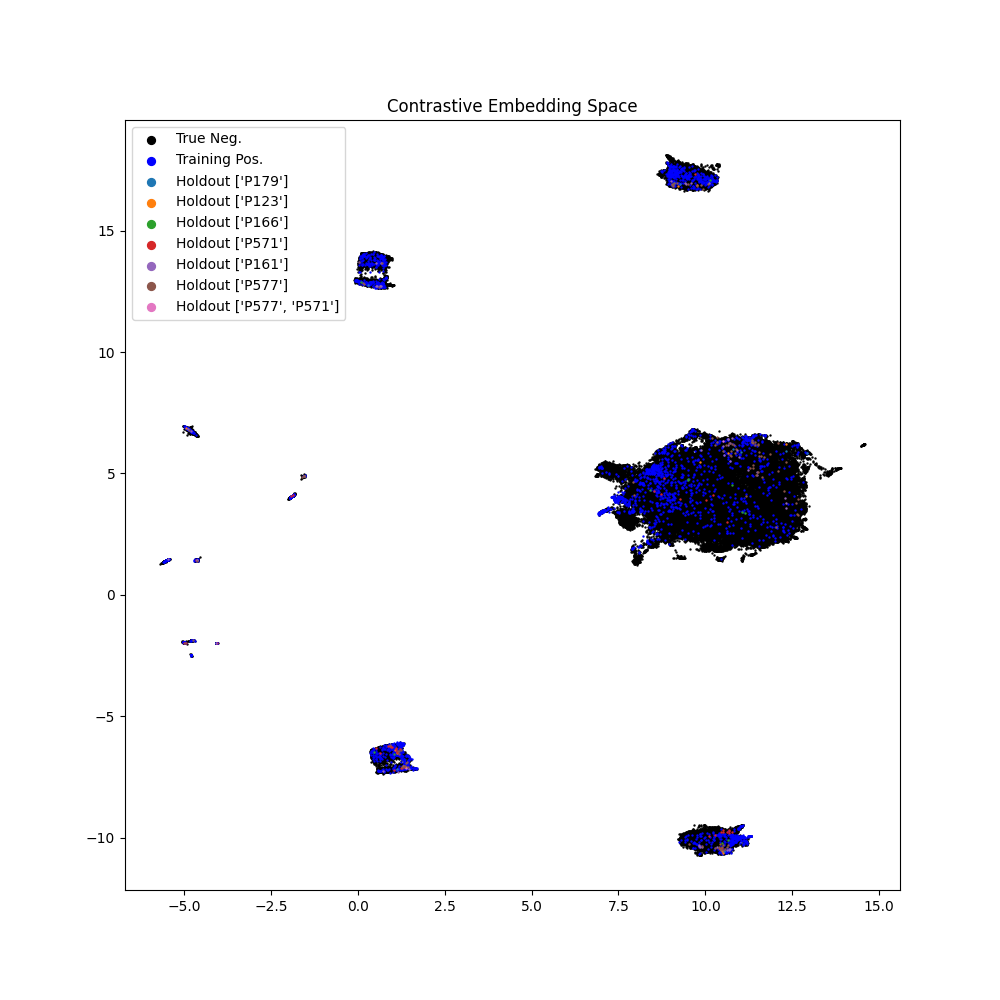 Contrastive Embedding Space
True Neg.
Training Pos.
Holdout ['P179']
Holdout ['P123']
Holdout ['P166']
Holdout ['P571']
Holdout ['P161']
Holdout ['P577']
Holdout ['P577', 'P571']
15
10
5
0
−5
−10
−5.0 −2.5 0.0 2.5 5.0 7.5 10.0 12.5 15.0